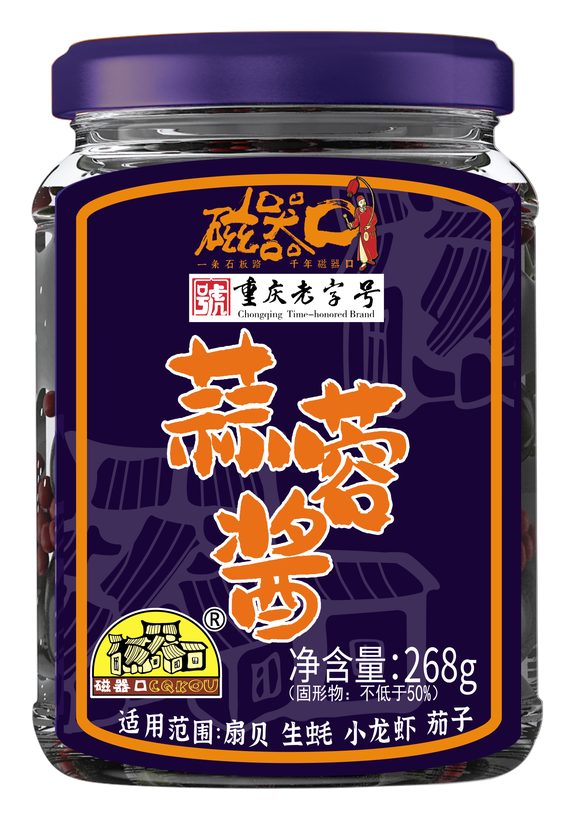 磁器口
一条石板路 千年磁器口
號 重庆老字号
Chongqing Time-honored Brand
蒜蓉
酱
®
磁器口CQKOU
净含量:268g
(固形物:不低于50%)
适用范围:扇贝 生蚝 小龙虾 茄子